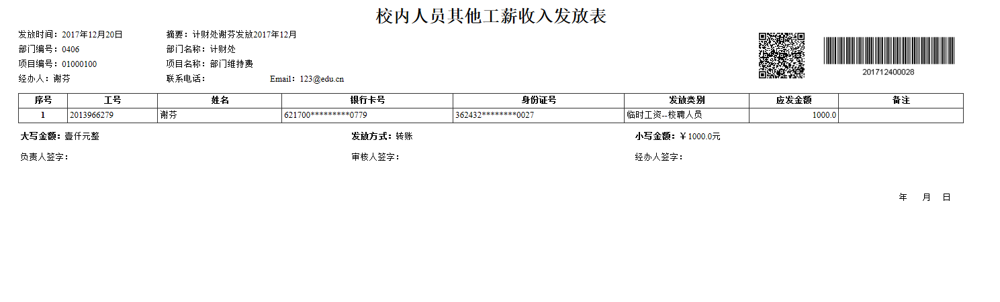 校内人员其他工薪收入发放表
发放时间：2017年12月20日 摘要：计财处谢芬发放2017年12月
部门编号：0406 部门名称：计财处
项目编号：01000100 项目名称：部门维持费
经办人：谢芬 联系电话： Email：123@edu.cn
201712400028
序号 工号 姓名 银行卡号 身份证号 发放类别 应发金额 备注
1 2013966279 谢芬 621700*********0779 362432********0027 临时工资--校聘人员 1000.0
大写金额：壹仟元整 发放方式：转账 小写金额：￥1000.0元
负责人签字： 审核人签字： 经办人签字：
年 月 日